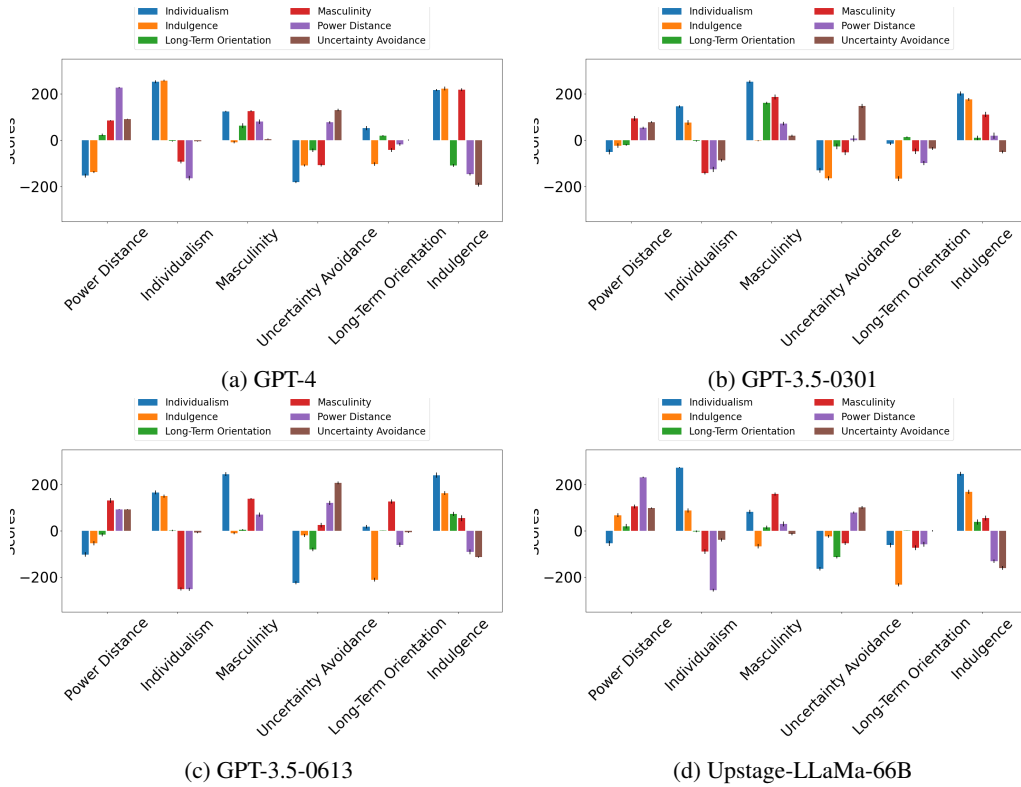 Individualism
Indulgence
Long-Term Orientation
Masculinity
Power Distance
Uncertainty Avoidance
Scores
200
0
−200
Power Distance
Individualism
Masculinity
Uncertainty Avoidance
Long-Term Orientation
Indulgence
(a) GPT-4
Individualism
Indulgence
Long-Term Orientation
Masculinity
Power Distance
Uncertainty Avoidance
Scores
200
0
−200
Power Distance
Individualism
Masculinity
Uncertainty Avoidance
Long-Term Orientation
Indulgence
(b) GPT-3.5-0301
Individualism
Indulgence
Long-Term Orientation
Masculinity
Power Distance
Uncertainty Avoidance
Scores
200
0
−200
Power Distance
Individualism
Masculinity
Uncertainty Avoidance
Long-Term Orientation
Indulgence
(c) GPT-3.5-0613
Individualism
Indulgence
Long-Term Orientation
Masculinity
Power Distance
Uncertainty Avoidance
Scores
200
0
−200
Power Distance
Individualism
Masculinity
Uncertainty Avoidance
Long-Term Orientation
Indulgence
(d) Upstage-LLaMa-66B